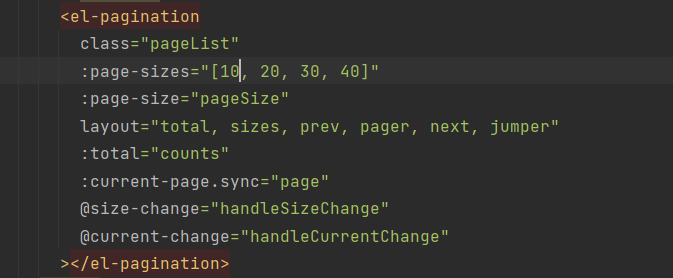 <el-pagination
class="pageList"
:page-sizes="[10, 20, 30, 40]"
:page-size="pageSize"
layout="total, sizes, prev, pager, next, jumper"
:total="counts"
:current-page.sync="page"
@size-change="handleSizeChange"
@current-change="handleCurrentChange"
></el-pagination>